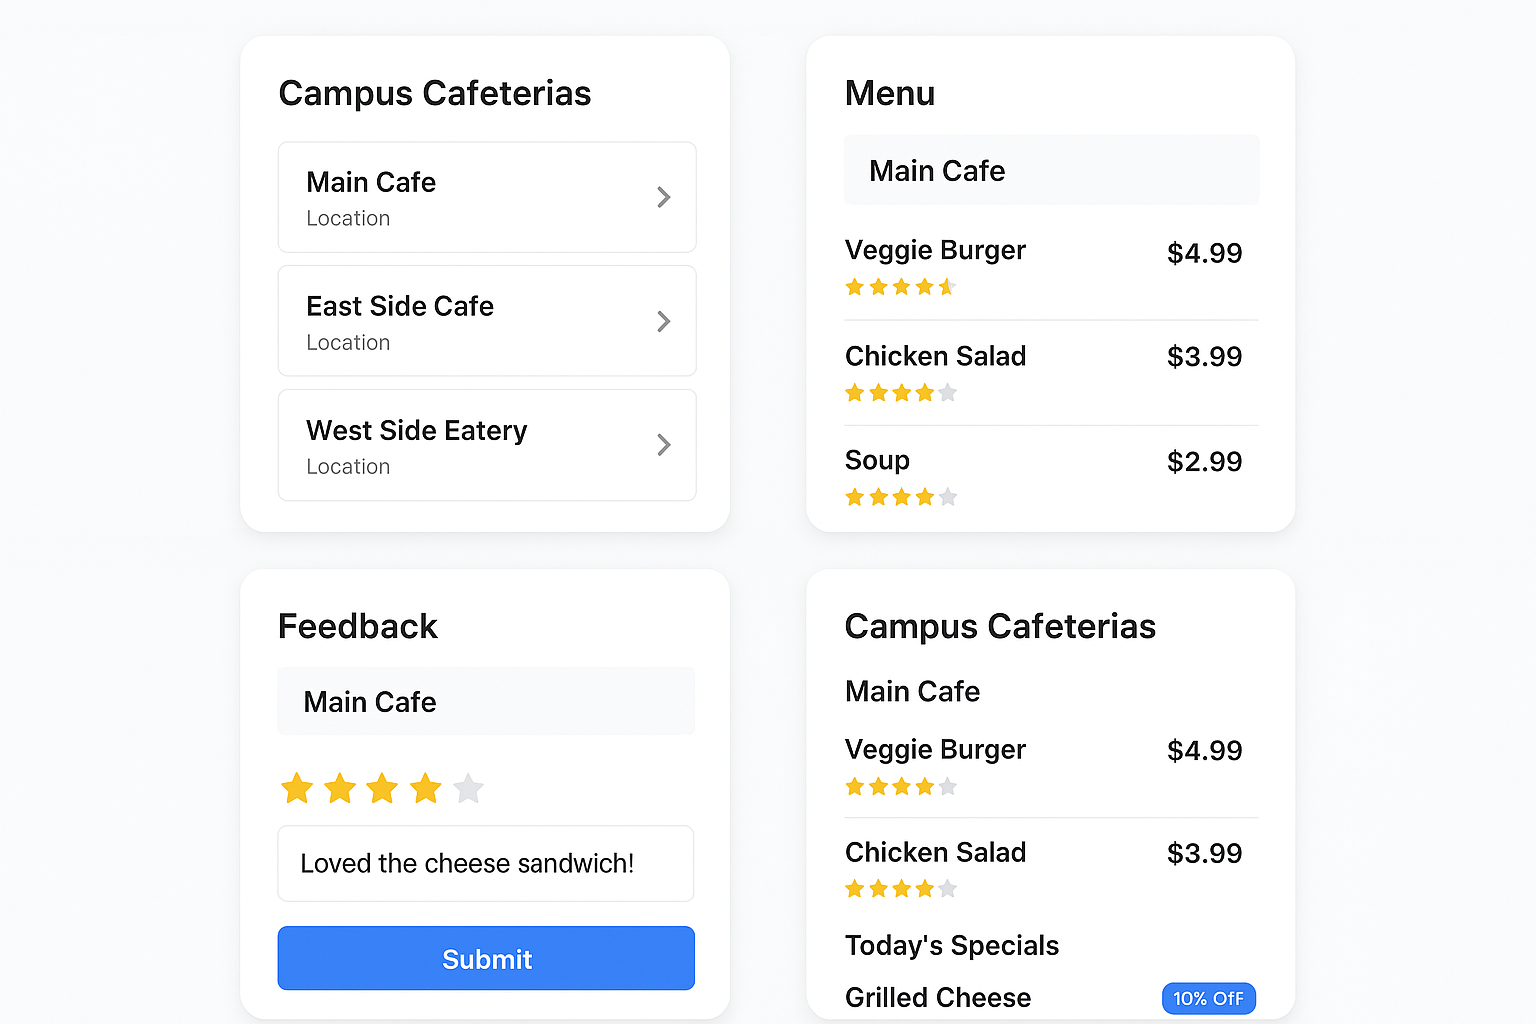 Campus Cafeterias
Main Cafe
Location
East Side Cafe
Location
West Side Eatery
Location
Menu
Main Cafe
Veggie Burger $4.99
Chicken Salad $3.99
Soup $2.99
Feedback
Main Cafe
Loved the cheese sandwich!
Submit
Campus Cafeterias
Main Cafe
Veggie Burger $4.99
Chicken Salad $3.99
Today's Specials
Grilled Cheese 10% OfF